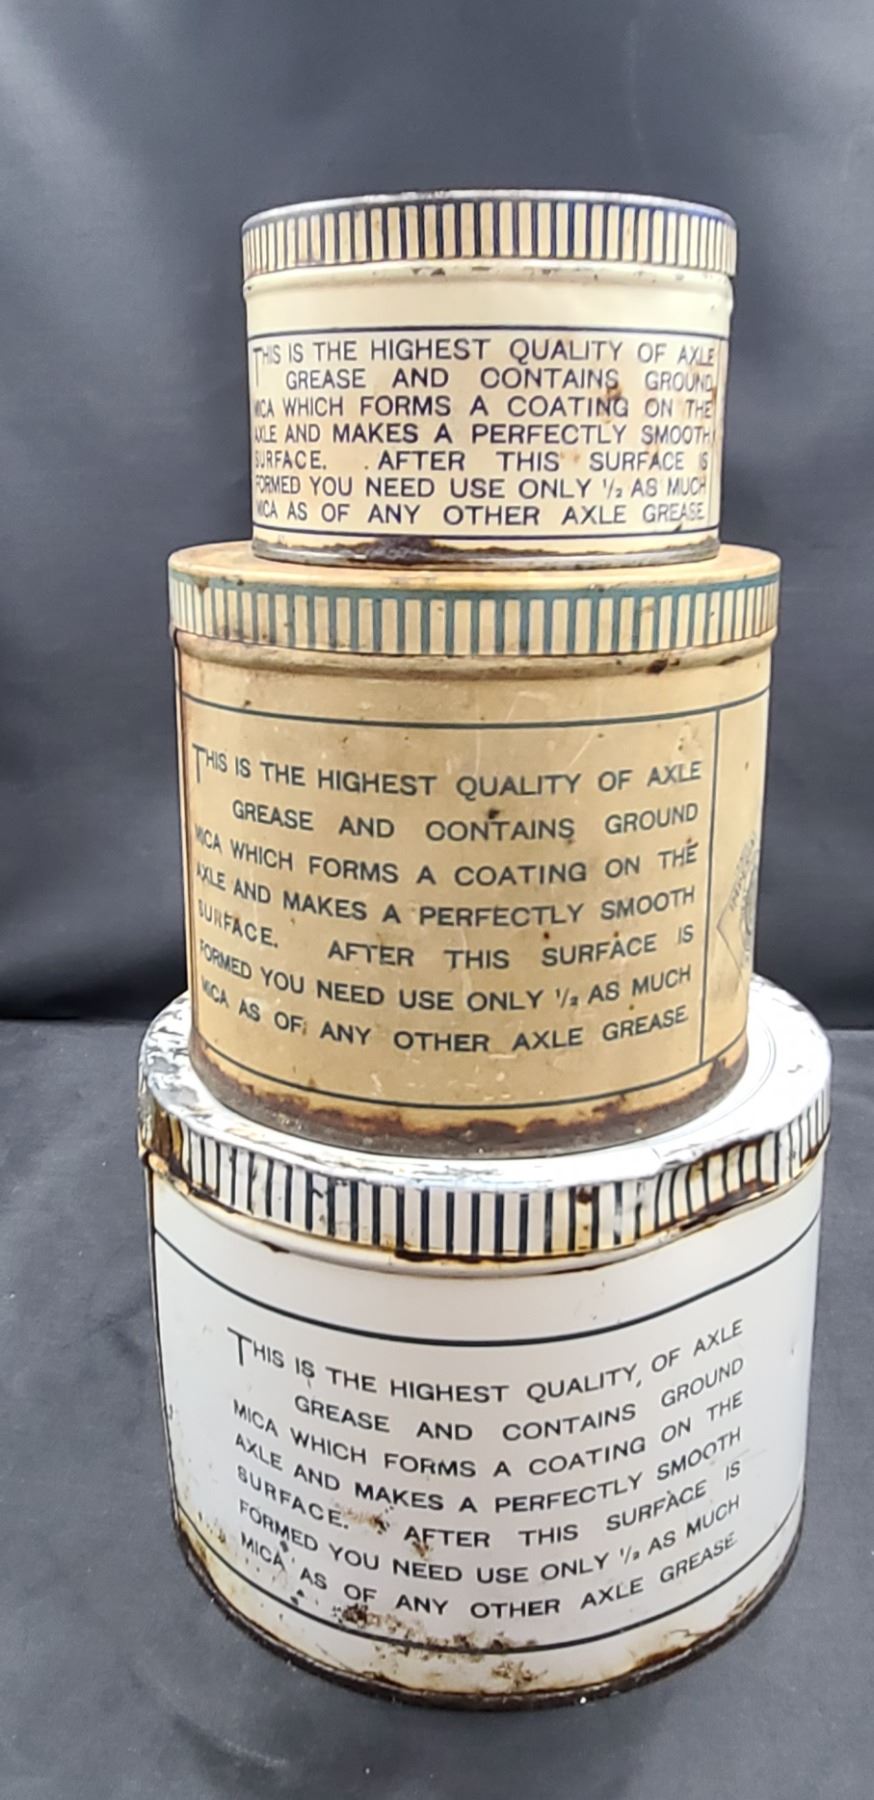 THIS IS THE HIGHEST QUALITY OF AXLE
GREASE AND CONTAINS GROUND
MICA WHICH FORMS A COATING ON THE
AXLE AND MAKES A PERFECTLY SMOOTH
SURFACE. AFTER THIS SURFACE IS
FORMED YOU NEED USE ONLY 1/2 AS MUCH
MICA AS OF ANY OTHER AXLE GREASE
THIS IS THE HIGHEST QUALITY OF AXLE
GREASE AND CONTAINS GROUND
MICA WHICH FORMS A COATING ON THE
AXLE AND MAKES A PERFECTLY SMOOTH
SURFACE. AFTER THIS SURFACE IS
FORMED YOU NEED USE ONLY 1/2 AS MUCH
MICA AS OF ANY OTHER AXLE GREASE.
THIS IS THE HIGHEST QUALITY, OF AXLE
GREASE AND CONTAINS GROUND
MICA WHICH FORMS A COATING ON THE
AXLE AND MAKES A PERFECTLY SMOOTH
SURFACE. AFTER THIS SURFACE IS
FORMED YOU NEED USE ONLY 1/2 AS MUCH
MICA AS OF ANY OTHER AXLE GREASE